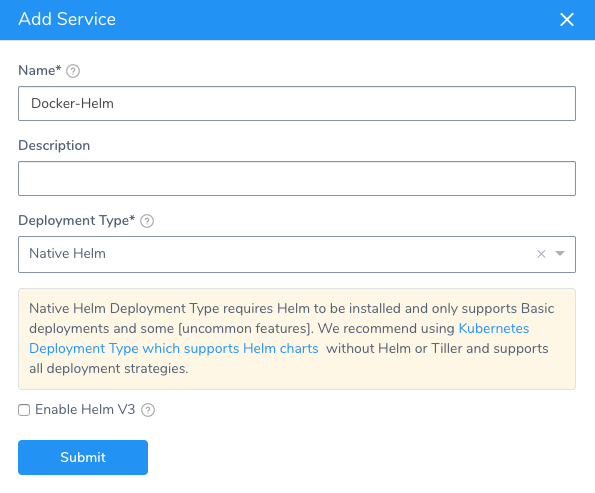 Add Service
Name*
Docker-Helm
Description
Deployment Type*
Native Helm
Native Helm Deployment Type requires Helm to be installed and only supports Basic
deployments and some [uncommon features]. We recommend using Kubernetes
Deployment Type which supports Helm charts without Helm or Tiller and supports
all deployment strategies.
Enable Helm V3
Submit